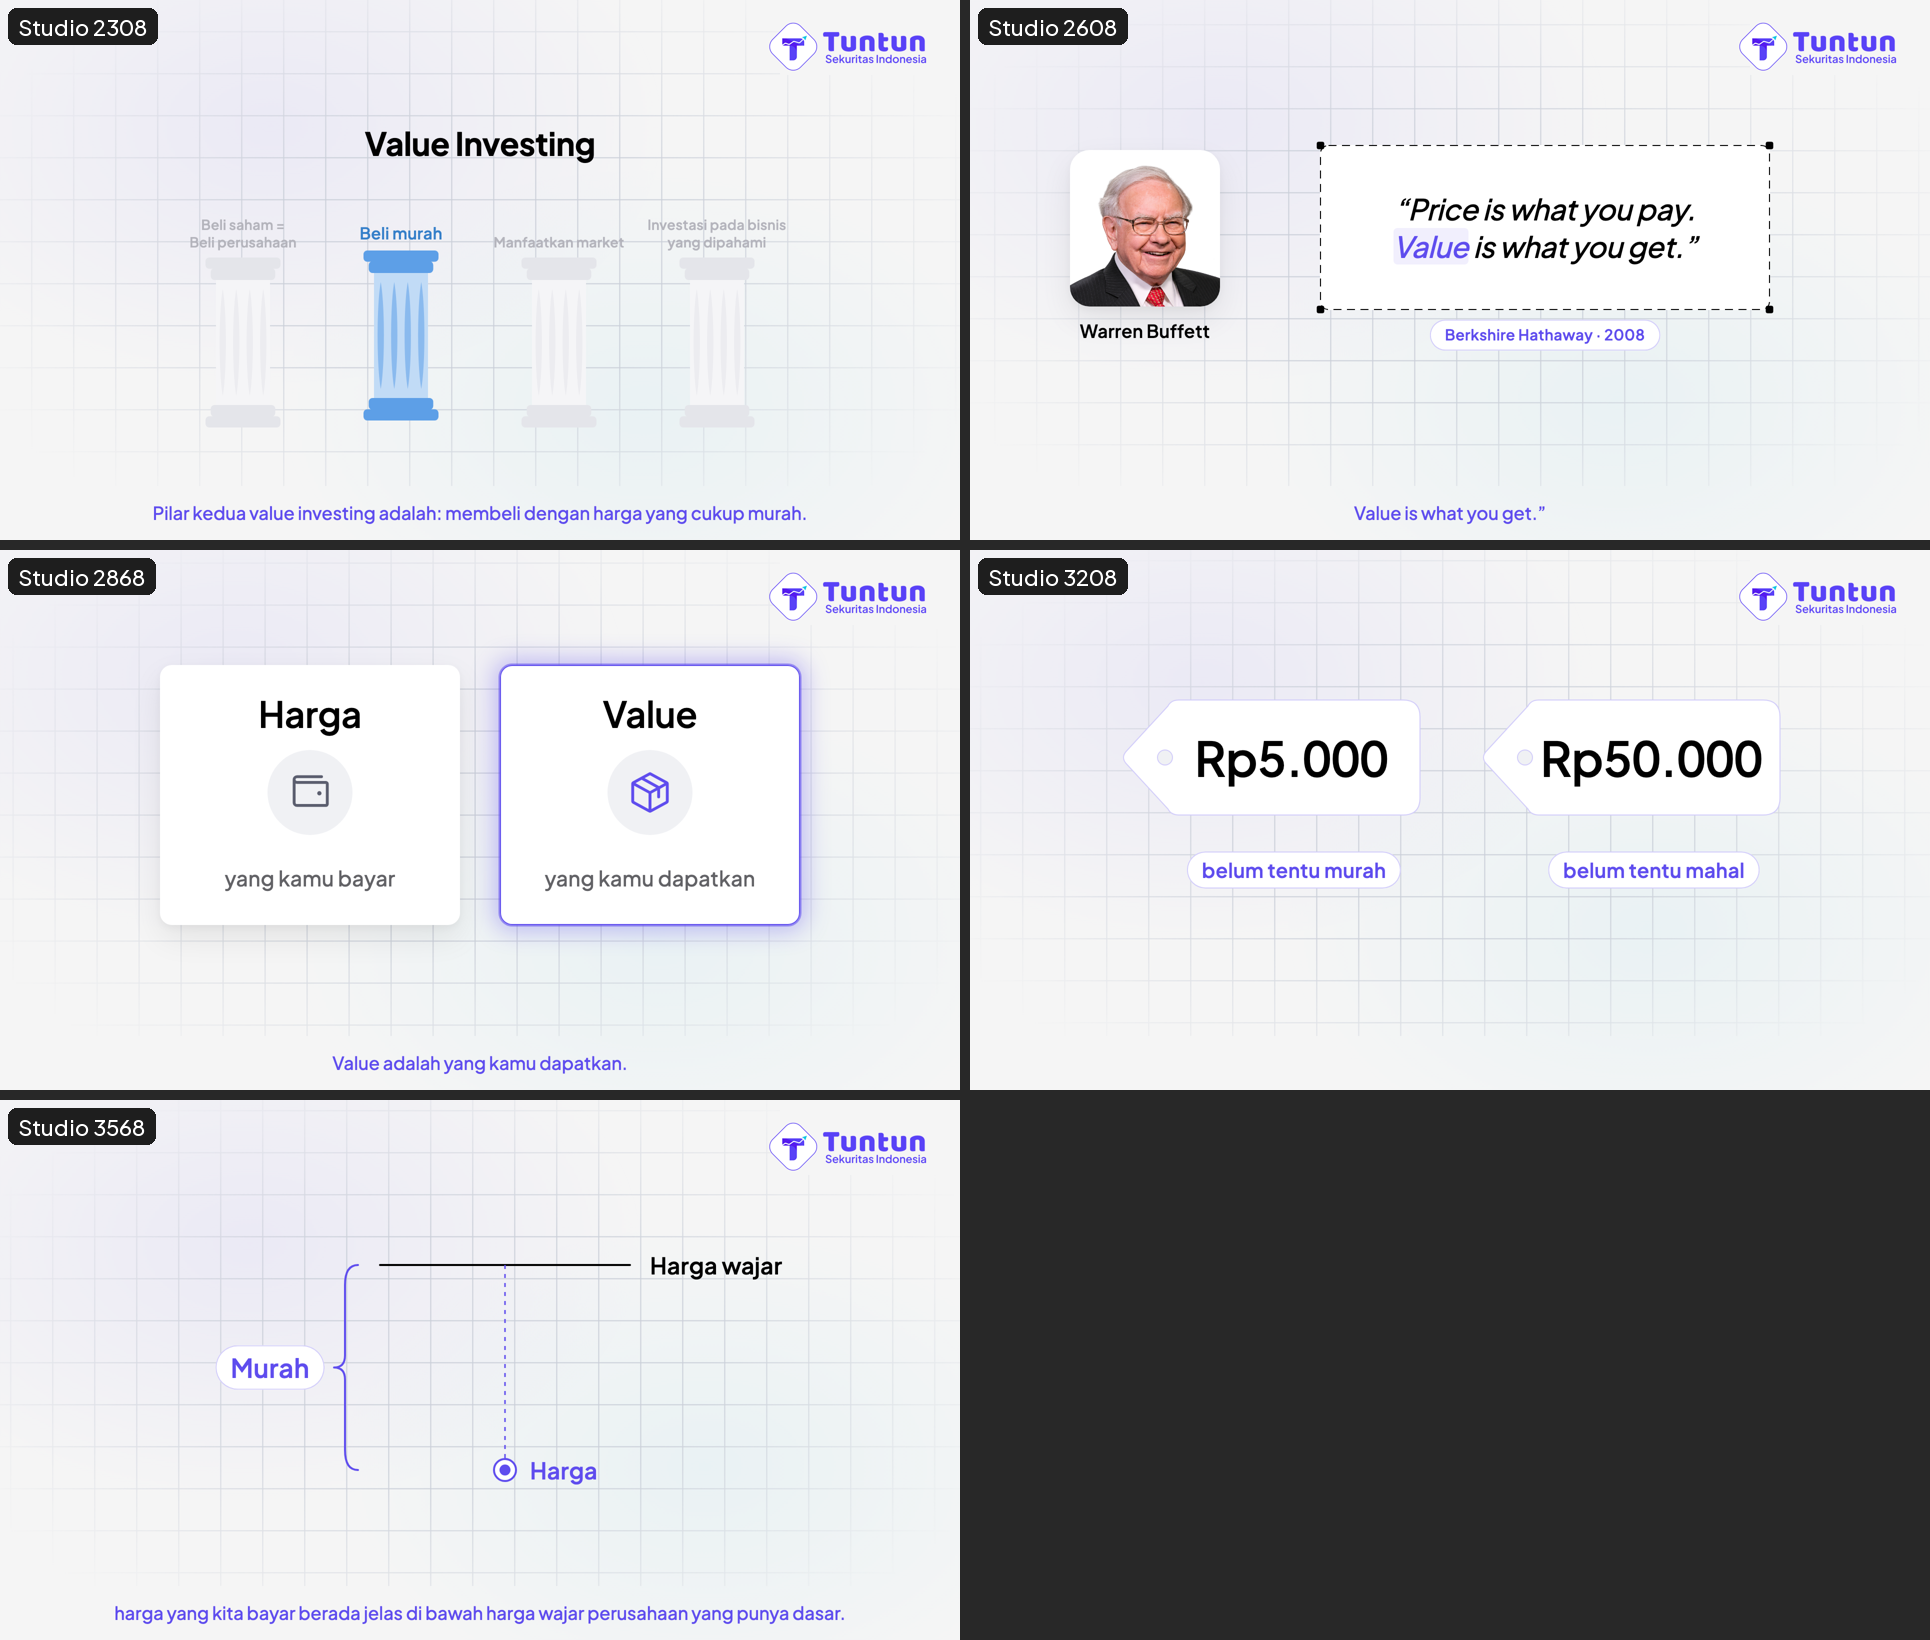 Studio 2308
Tuntun
Sekuritas Indonesia
Value Investing
Beli saham =
Beli perusahaan
Beli murah
Manfaatkan market
Investasi pada bisnis
yang dipahami
Pilar kedua value investing adalah: membeli dengan harga yang cukup murah.
Studio 2608
Tuntun
Sekuritas Indonesia
“Price is what you pay.
Value is what you get.”
Warren Buffett
Berkshire Hathaway · 2008
Value is what you get.”
Studio 2868
Tuntun
Sekuritas Indonesia
Harga
yang kamu bayar
Value
yang kamu dapatkan
Value adalah yang kamu dapatkan.
Studio 3208
Tuntun
Sekuritas Indonesia
Rp5.000
Rp50.000
belum tentu murah
belum tentu mahal
Studio 3568
Tuntun
Sekuritas Indonesia
Harga wajar
Murah
Harga
harga yang kita bayar berada jelas di bawah harga wajar perusahaan yang punya dasar.